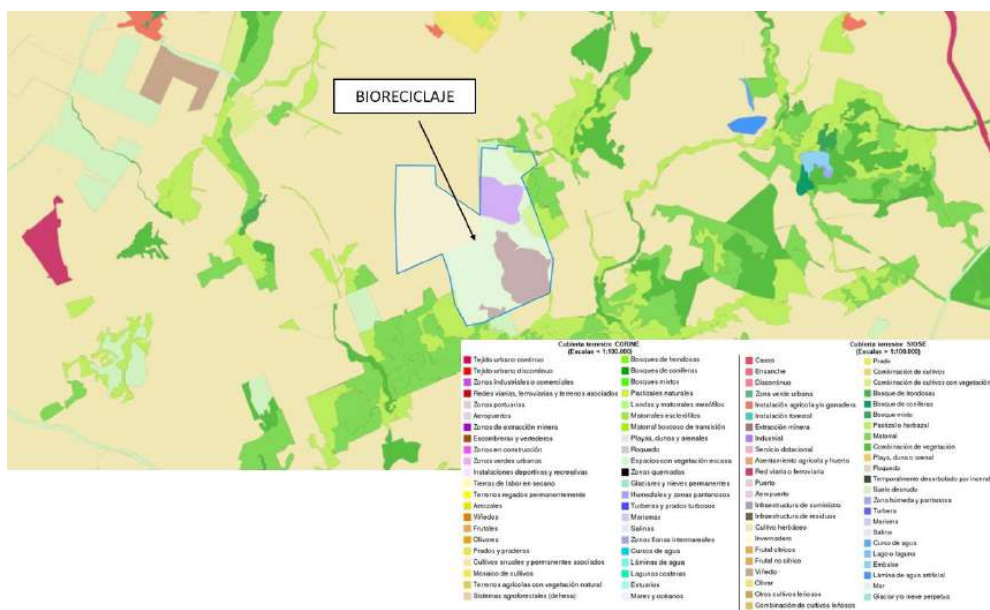 BIORECICLAJE
Cubierta terrestre CORINE
(Escalas < 1:100.000)
Tejido urbano continuo
Tejido urbano discontinuo
Zonas industriales o comerciales
Redes viarias, ferroviarias y terrenos asociados
Zonas portuarias
Aeropuertos
Zonas de extracción minera
Escombreras y vertederos
Zonas en construcción
Zonas verdes urbanas
Instalaciones deportivas y recreativas
Tierras de labor en secano
Terrenos regados permanentemente
Arrozales
Viñedos
Frutales
Olivares
Prados y praderas
Cultivos anuales y permanentes asociados
Mosaico de cultivos
Terrenos agrícolas con vegetación natural
Sistemas agroforestales (dehesa)
Bosques de frondosas
Bosques de coníferas
Bosques mixtos
Pastizales naturales
Landas y matorrales mesófilos
Matorrales esclerófilos
Matorral boscoso de transición
Playas, dunas y arenales
Roquedo
Espacios con vegetación escasa
Zonas quemadas
Glaciares y nieves permanentes
Humedales y zonas pantanosas
Turberas y prados turbosos
Marismas
Salinas
Zonas llanas intermareales
Cursos de agua
Láminas de agua
Lagunas costeras
Estuarios
Mares y océanos
Cubierta terrestre SIOSE
(Escalas > 1:100.000)
Casco
Ensanche
Discontinuo
Zona verde urbana
Instalación agrícola y/o ganadera
Instalación forestal
Extracción minera
Industrial
Servicio dotacional
Asentamiento agrícola y huerta
Red viaria o ferroviaria
Puerto
Aeropuerto
Infraestructura de suministro
Infraestructura de residuos
Cultivo herbáceo
Invernadero
Frutal cítricos
Frutal no cítrico
Viñedo
Olivar
Otros cultivos leñosos
Combinación de cultivos leñosos
Prado
Combinación de cultivos
Combinación de cultivos con vegetación
Bosque de frondosas
Bosque de coníferas
Bosque mixto
Pastizal o herbazal
Matorral
Combinación de vegetación
Playa, duna o arenal
Roquedo
Temporalmente desarbolado por incendio
Suelo desnudo
Zona húmeda y pantanosa
Turbera
Marisma
Salina
Curso de agua
Lago o laguna
Embalse
Lámina de agua artificial
Mar
Glaciar y/o nieve perpetua